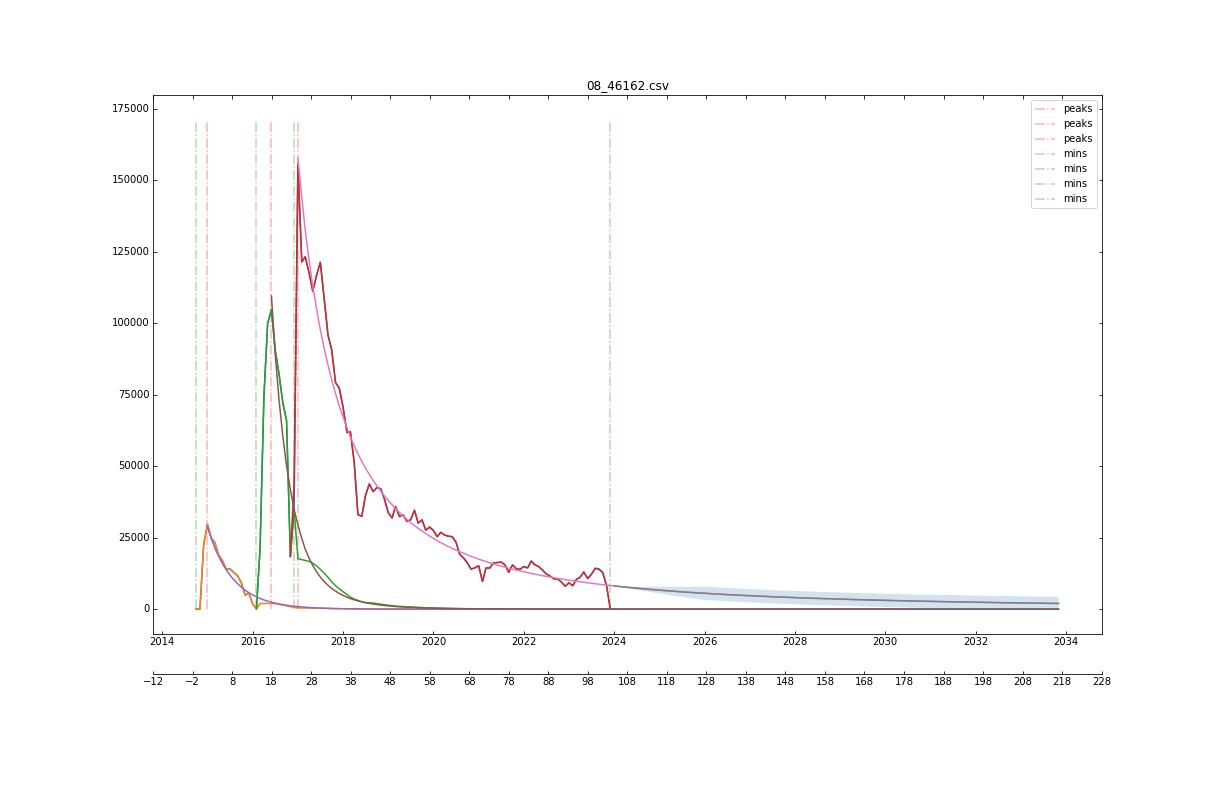 08_46162.csv
175000
150000
125000
100000
75000
50000
25000
0
peaks
peaks
peaks
mins
mins
mins
mins
2014 2016 2018 2020 2022 2024 2026 2028 2030 2032 2034
−12 −2 8 18 28 38 48 58 68 78 88 98 108 118 128 138 148 158 168 178 188 198 208 218 228